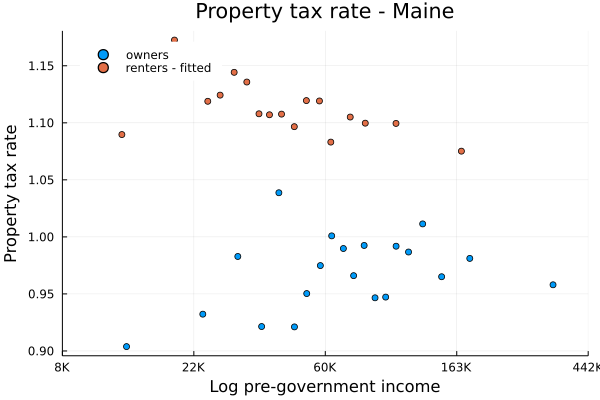 Property tax rate - Maine
owners
renters - fitted
Property tax rate
1.15
1.10
1.05
1.00
0.95
0.90
8K 22K 60K 163K 442K
Log pre-government income